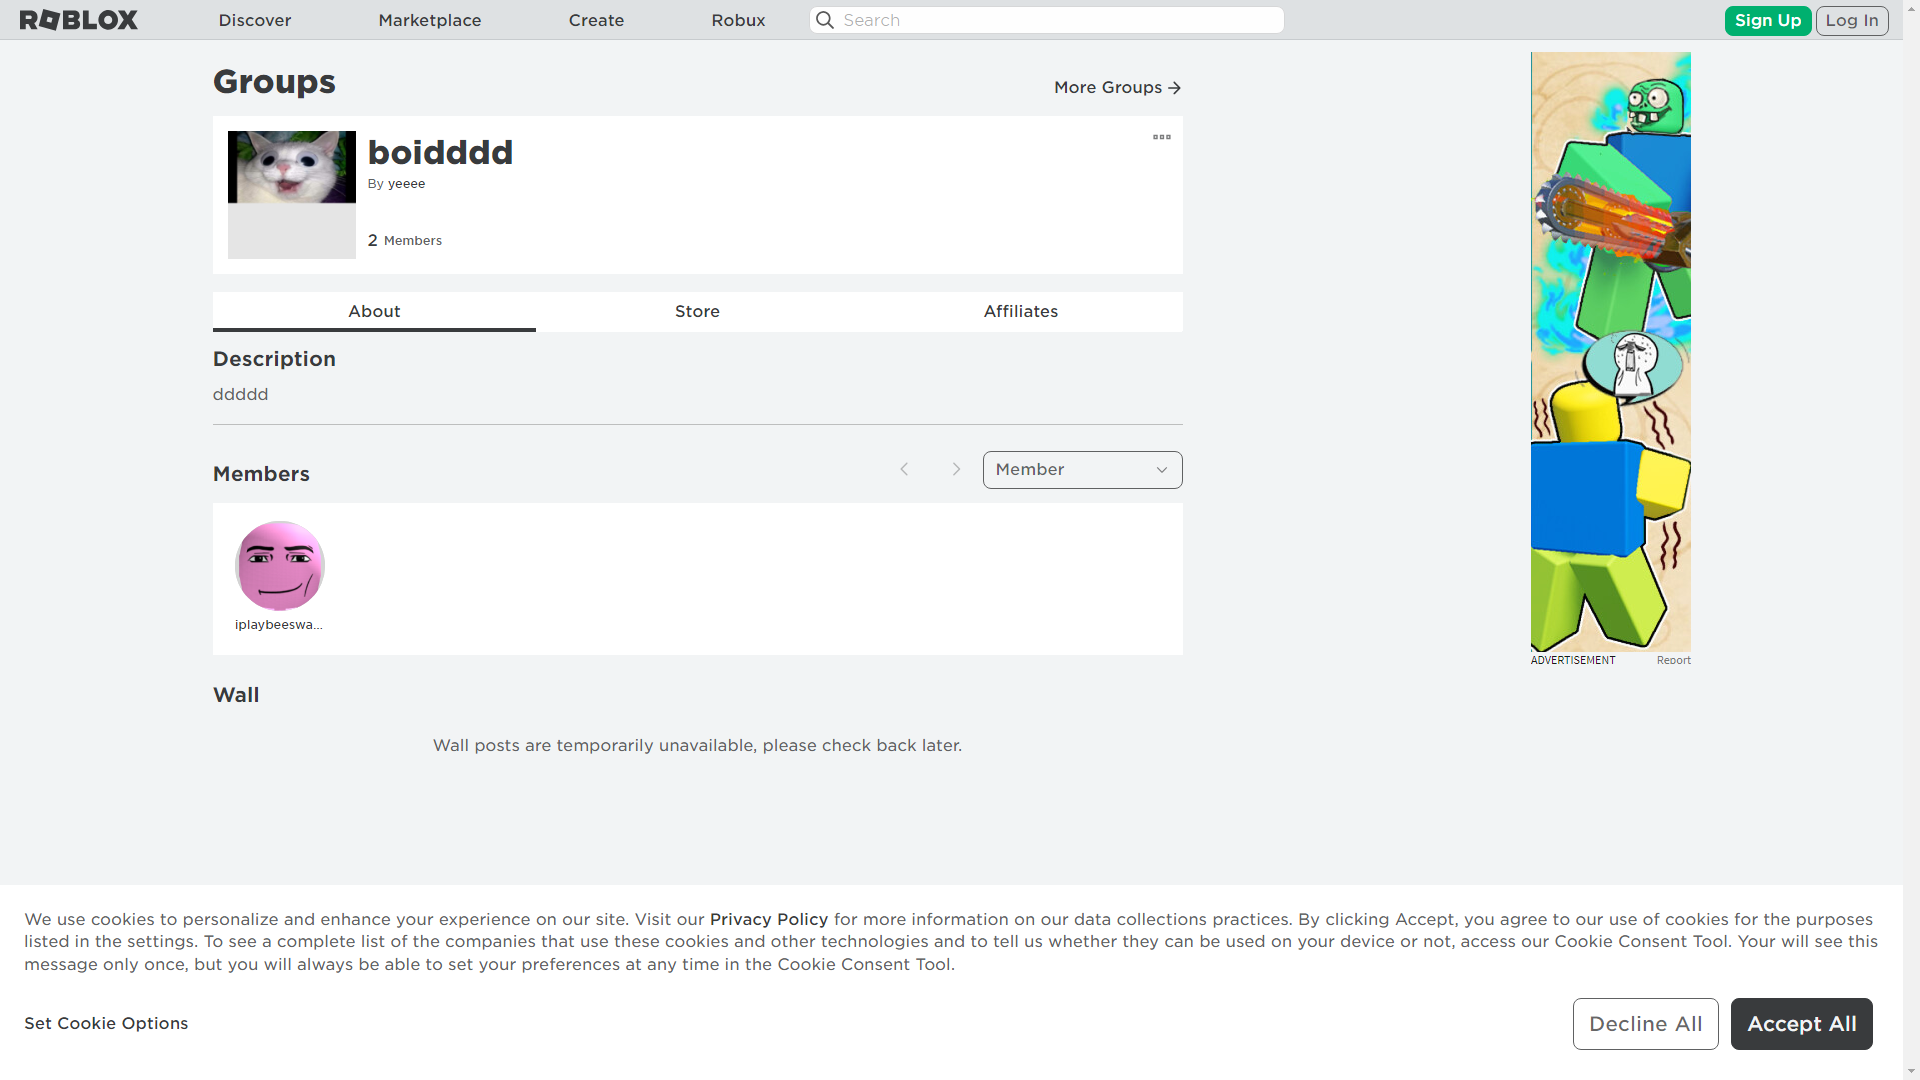 ROBLOX
Discover
Marketplace
Create
Robux
Search
Sign Up
Log In
Groups
More Groups
boidddd
By yeeee
2 Members
About
Store
Affiliates
Description
ddddd
Members
Member
iplaybeeswa...
ADVERTISEMENT
Report
Wall
Wall posts are temporarily unavailable, please check back later.
We use cookies to personalize and enhance your experience on our site. Visit our Privacy Policy for more information on our data collections practices. By clicking Accept, you agree to our use of cookies for the purposes
listed in the settings. To see a complete list of the companies that use these cookies and other technologies and to tell us whether they can be used on your device or not, access our Cookie Consent Tool. Your will see this
message only once, but you will always be able to set your preferences at any time in the Cookie Consent Tool.
Set Cookie Options
Decline All
Accept All